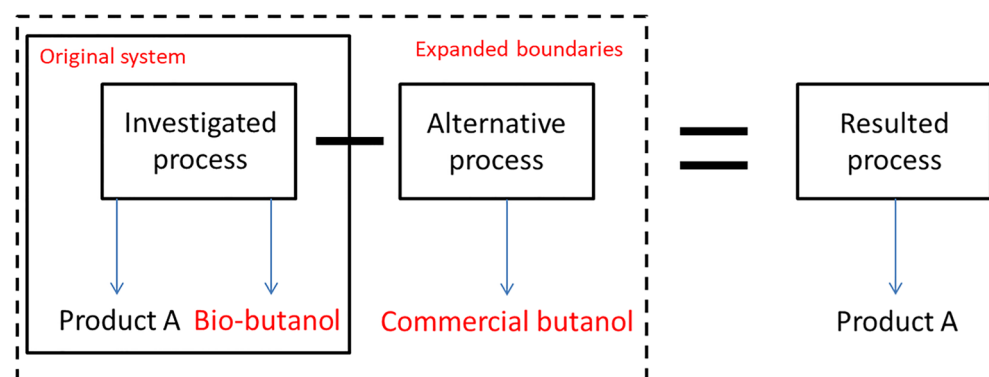 Original system
Expanded boundaries
Investigated
process
Alternative
process
Resulted
process
Product A
Bio-butanol
Commercial butanol
Product A